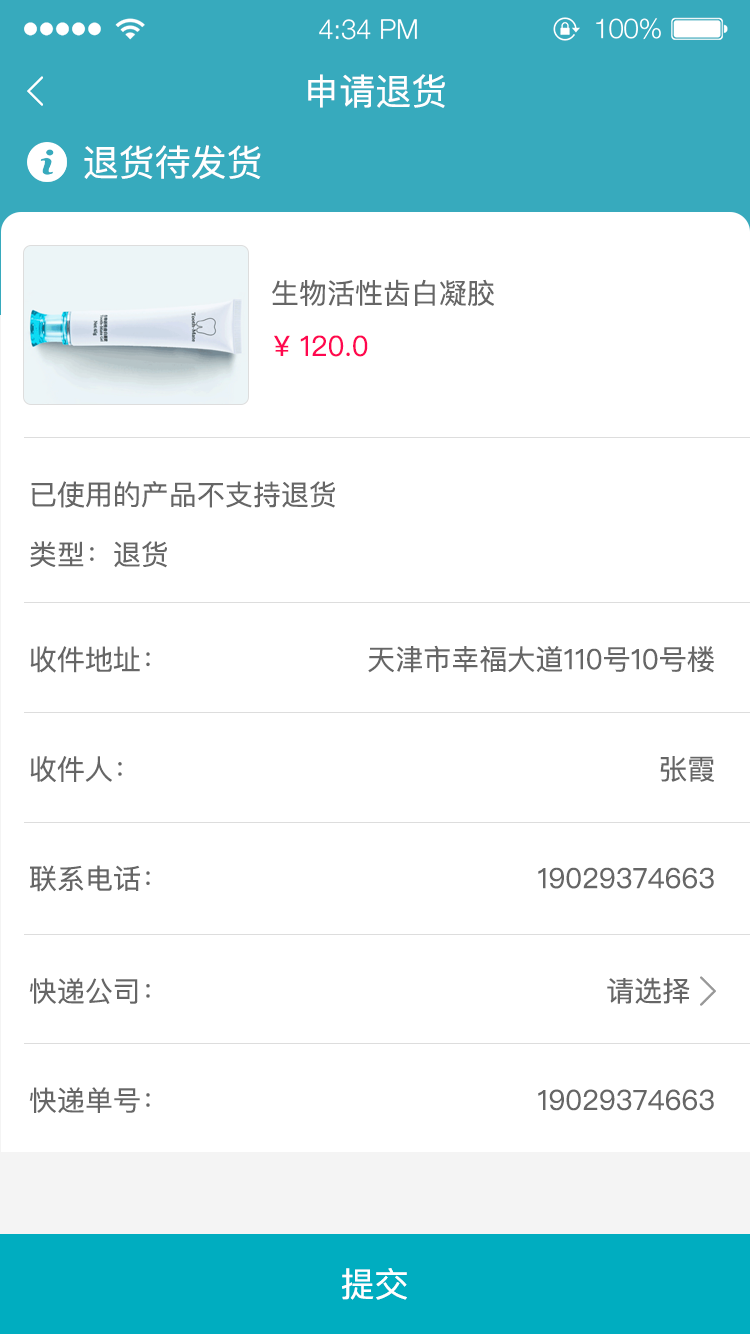 4:34 PM
100%
申请退货
退货待发货
生物活性齿白凝胶
¥ 120.0
已使用的产品不支持退货
类型：退货
收件地址：
天津市幸福大道110号10号楼
收件人：
张霞
联系电话：
19029374663
快递公司：
请选择
快递单号：
19029374663
提交